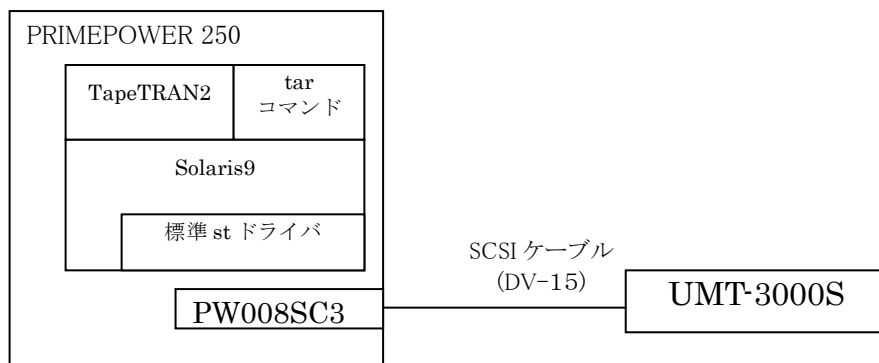 PRIMEPOWER 250
TapeTRAN2
tar
コマンド
Solaris9
標準 st ドライバ
SCSI ケーブル
(DV-15)
PW008SC3
UMT-3000S